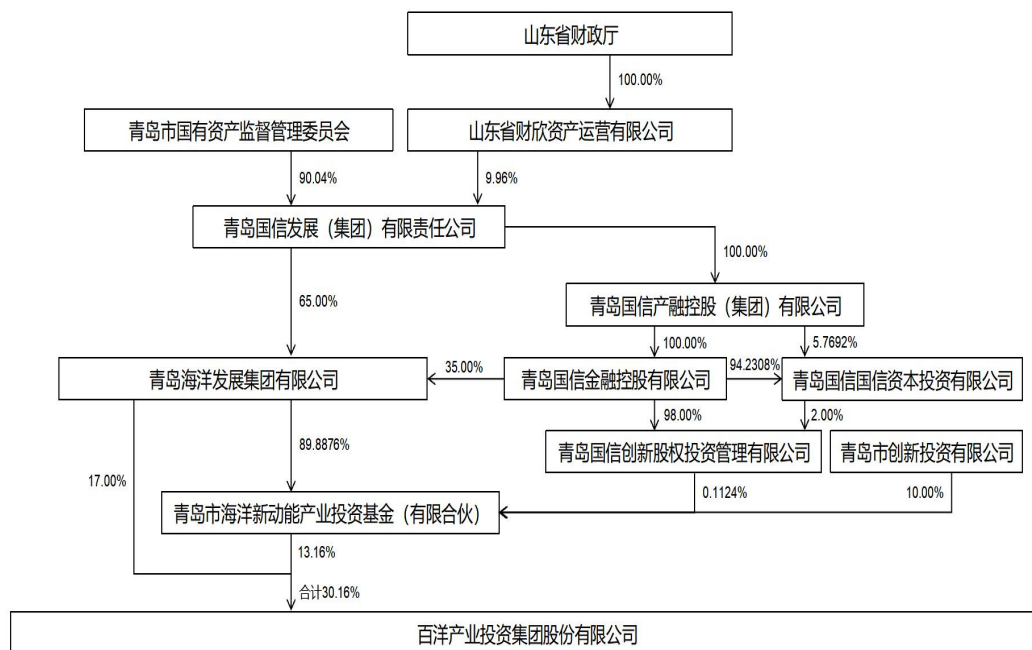 山东省财政厅
100.00%
青岛市国有资产监督管理委员会
山东省财欣资产运营有限公司
90.04%
9.96%
青岛国信发展（集团）有限责任公司
100.00%
65.00%
青岛国信产融控股（集团）有限公司
100.00%
5.7692%
青岛海洋发展集团有限公司
35.00%
青岛国信金融控股有限公司
94.2308%
青岛国信国信资本投资有限公司
98.00%
2.00%
89.8876%
青岛国信创新股权投资管理有限公司
青岛市创新投资有限公司
17.00%
0.1124%
10.00%
青岛市海洋新动能产业投资基金（有限合伙）
13.16%
合计30.16%
百洋产业投资集团股份有限公司